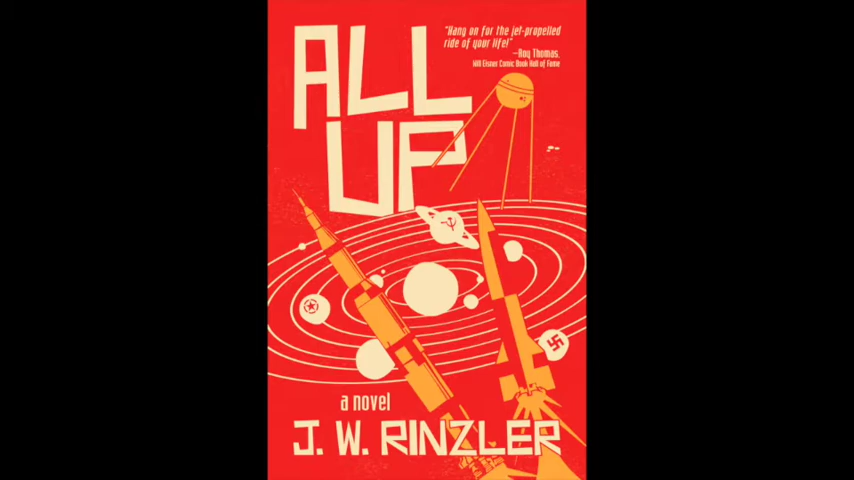 ALL
UP
"Hang on for the jet-propelled
ride of your life!"
—Roy Thomas,
Will Eisner Comic Book Hall of Fame
a novel
J. W. RINZLER